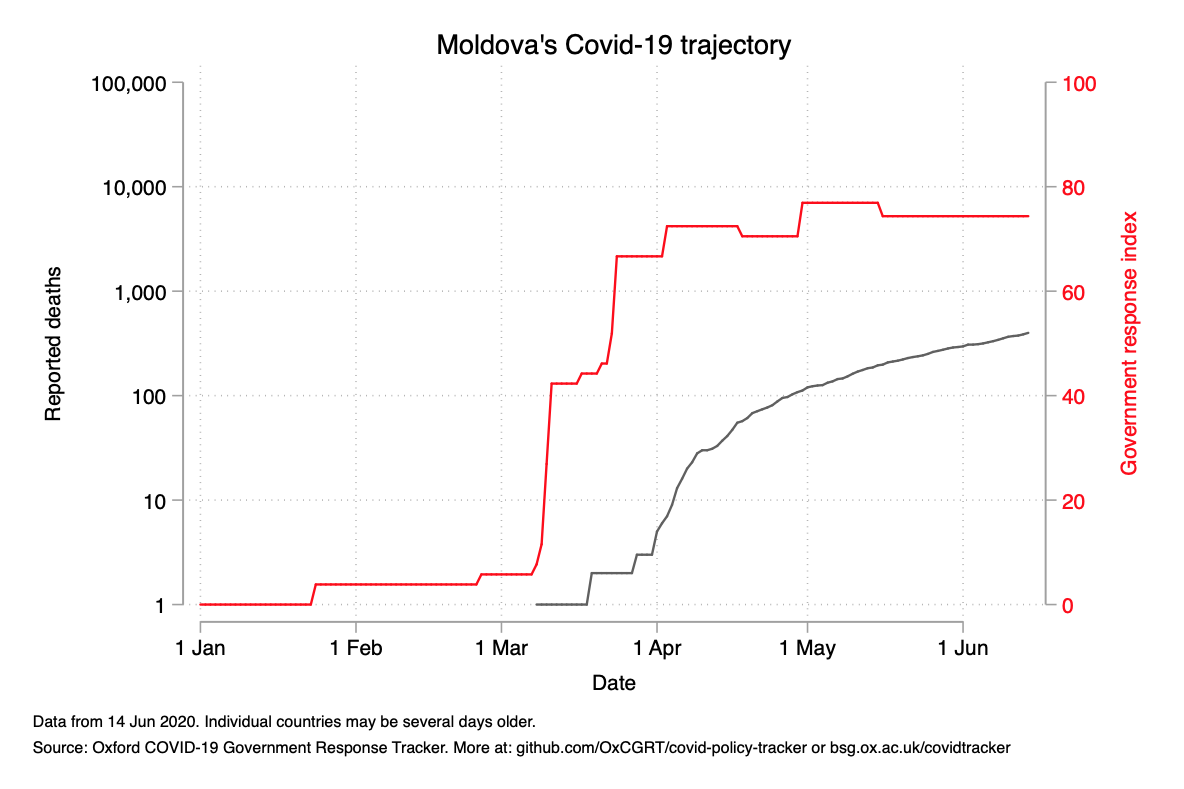 Moldova's Covid-19 trajectory
100,000
10,000
1,000
100
10
1
Reported deaths
100
80
60
40
20
0
Government response index
1 Jan 1 Feb 1 Mar 1 Apr 1 May 1 Jun
Date
Data from 14 Jun 2020. Individual countries may be several days older.
Source: Oxford COVID-19 Government Response Tracker. More at: github.com/OxCGRT/covid-policy-tracker or bsg.ox.ac.uk/covidtracker